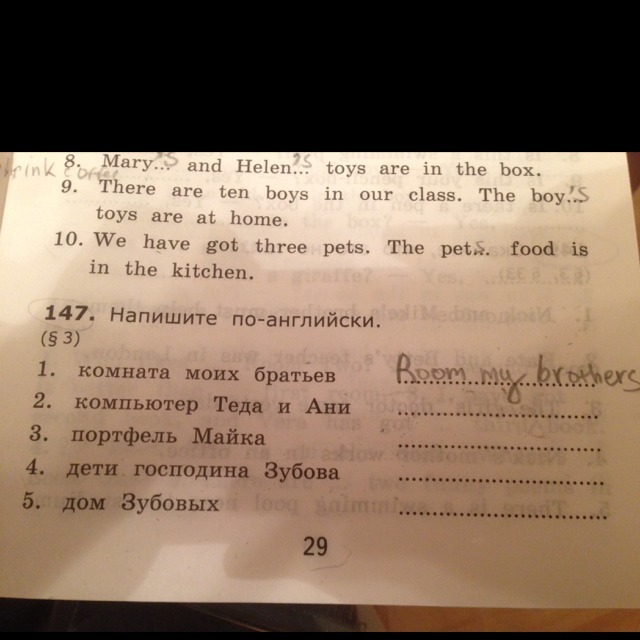 8. Mary...'s and Helen...'s toys are in the box.
9. There are ten boys in our class. The boy...'s
toys are at home.
10. We have got three pets. The pet...s. food is
in the kitchen.
147. Напишите по-английски.
(§ 3)
1. комната моих братьев Room my brothers
2. компьютер Теда и Ани ........................
3. портфель Майка ........................
4. дети господина Зубова ........................
5. дом Зубовых ........................
29